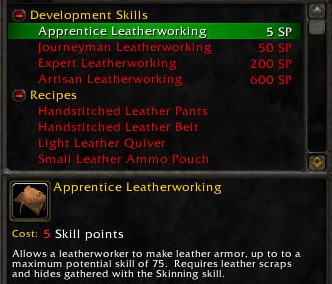 Development Skills
Apprentice Leatherworking 5 SP
Journeyman Leatherworking 50 SP
Expert Leatherworking 200 SP
Artisan Leatherworking 600 SP
Recipes
Handstitched Leather Pants
Handstitched Leather Belt
Light Leather Quiver
Small Leather Ammo Pouch
Apprentice Leatherworking
Cost: 5 Skill points
Allows a leatherworker to make leather armor, up to to a
maximum potential skill of 75. Requires leather scraps
and hides gathered with the Skinning skill.